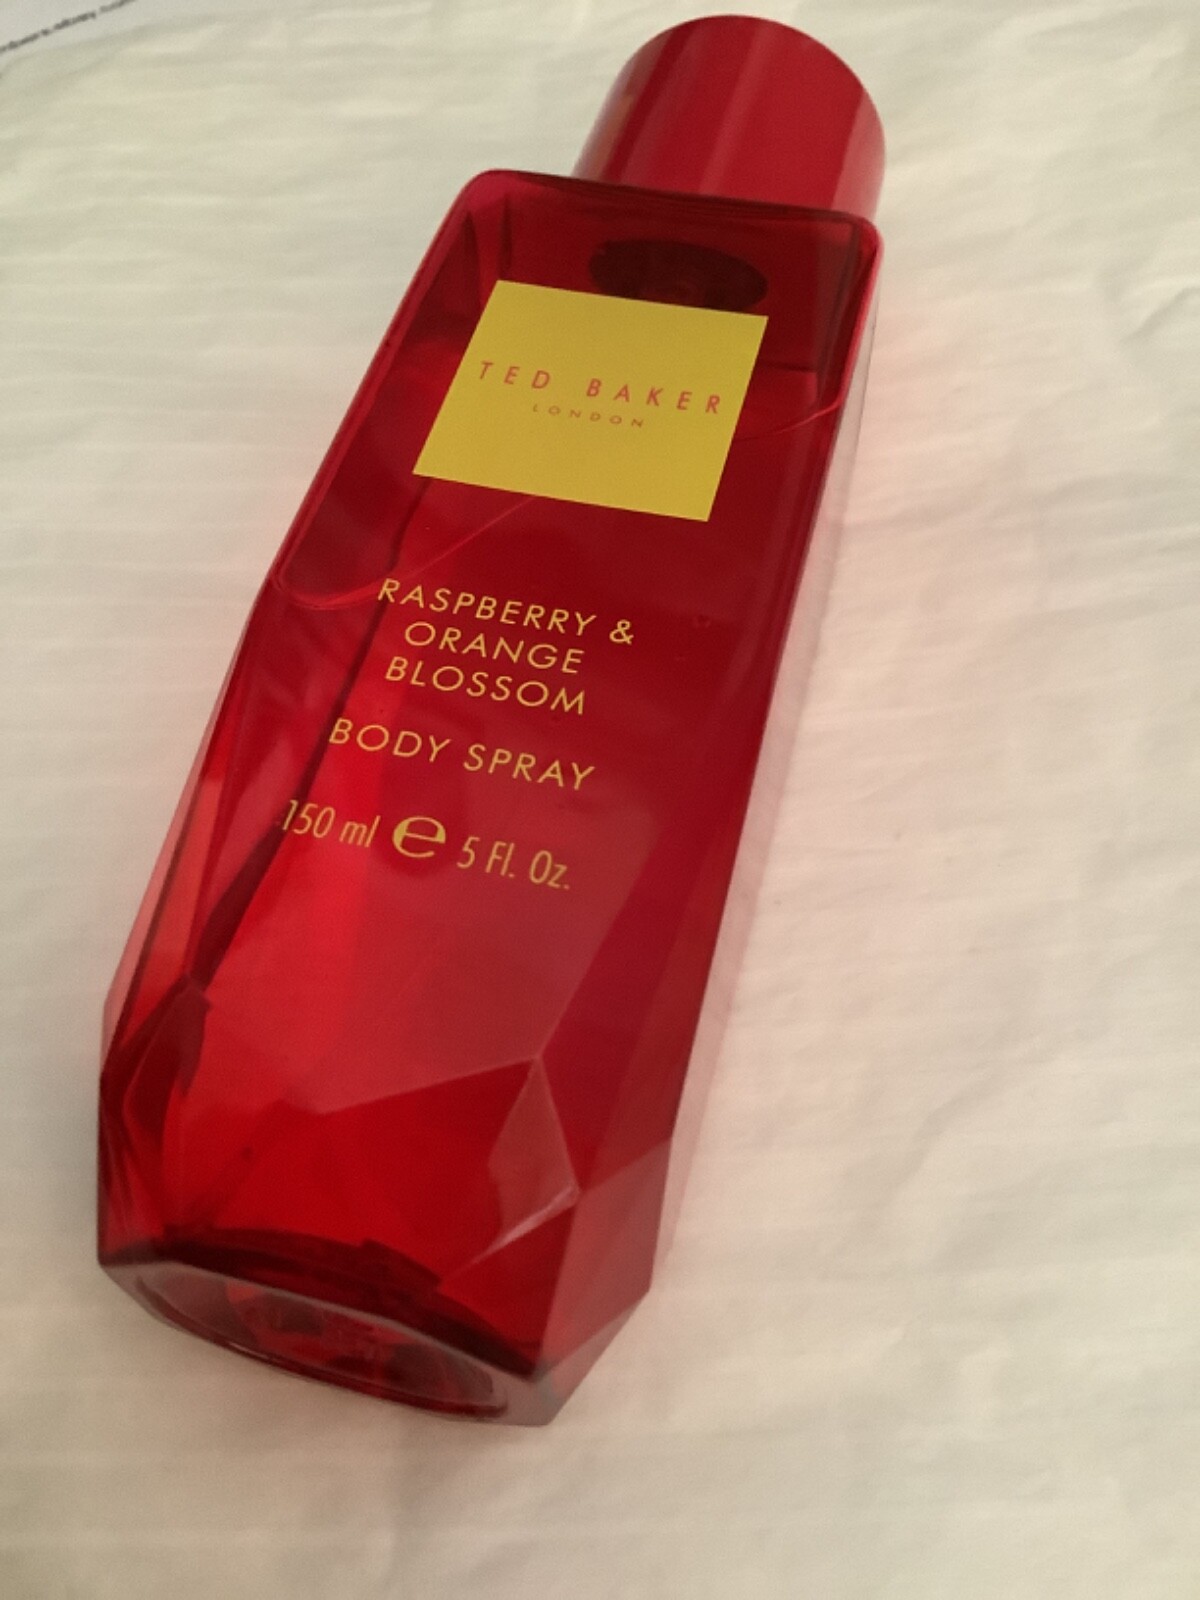 TED BAKER
LONDON
RASPBERRY &
ORANGE
BLOSSOM
BODY SPRAY
150 ml e 5 Fl. Oz.